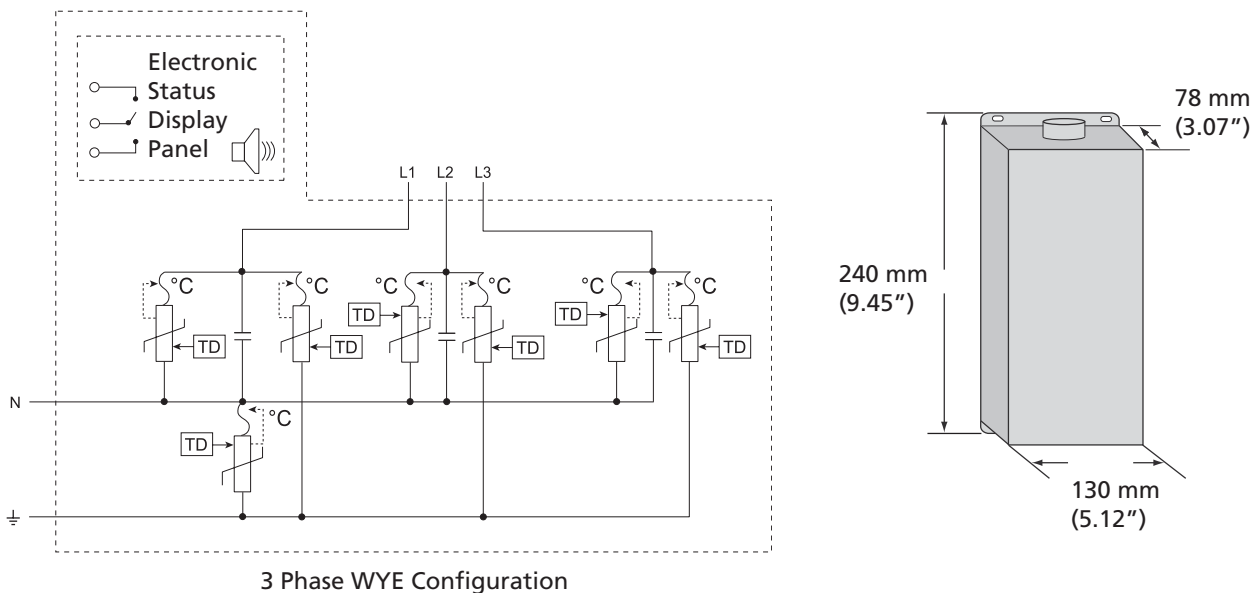 Electronic
Status
Display
Panel
L1 L2 L3
°C °C °C °C °C °C
TD TD TD
TD TD TD
N
°C
TD
3 Phase WYE Configuration
78 mm
(3.07”)
240 mm
(9.45”)
130 mm
(5.12”)